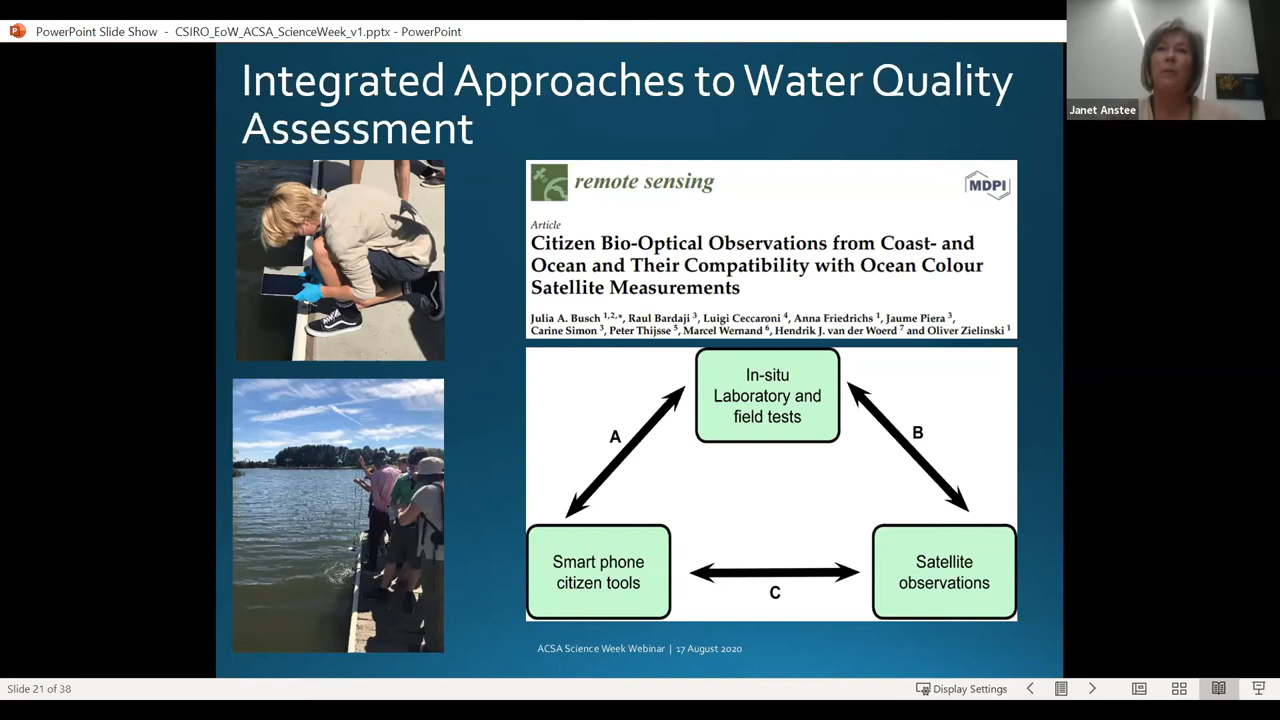 PowerPoint Slide Show - CSIRO_EoW_ACSA_ScienceWeek_v1.pptx - PowerPoint
Janet Anstee
Integrated Approaches to Water Quality
Assessment
remote sensing
MDPI
Article
Citizen Bio-Optical Observations from Coast- and
Ocean and Their Compatibility with Ocean Colour
Satellite Measurements
Julia A. Busch 1,2,*, Raul Bardaji 3, Luigi Ceccaroni 4, Anna Friedrichs 1, Jaume Piera 3,
Carine Simon 3, Peter Thijsse 5, Marcel Wernand 6, Hendrik J. van der Woerd 7 and Oliver Zielinski 1
In-situ
Laboratory and
field tests
A
B
Smart phone
citizen tools
C
Satellite
observations
ACSA Science Week Webinar | 17 August 2020
Slide 21 of 38
Display Settings